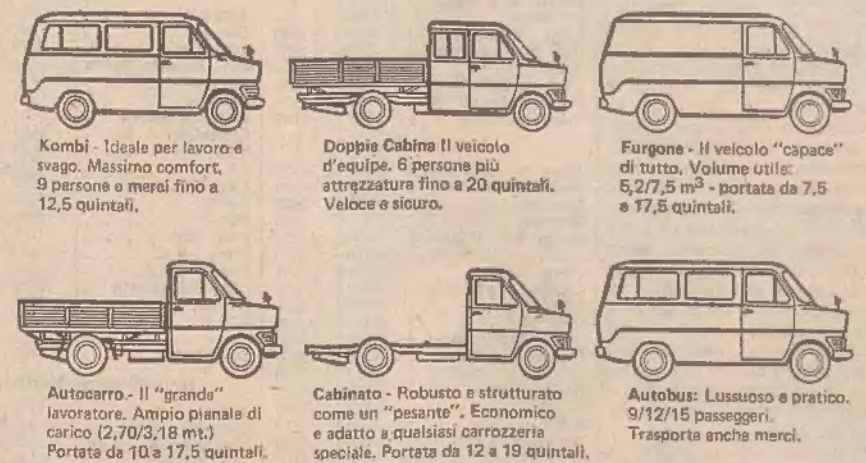 Kombi - Ideale per lavoro e
svago. Massimo comfort,
9 persone e merci fino a
12,5 quintali.
Doppia Cabina Il veicolo
d'equipe. 6 persone più
attrezzatura fino a 20 quintali.
Veloce e sicuro.
Furgone - Il veicolo "capace"
di tutto. Volume utile:
5,2/7,5 m³ - portata da 7,5
a 17,5 quintali.
Autocarro.- Il "grande"
lavoratore. Ampio pianale di
carico (2,70/3,18 mt.)
Portata da 10 a 17,5 quintali.
Cabinato - Robusto e strutturato
come un "pesante". Economico
e adatto a qualsiasi carrozzeria
speciale. Portata da 12 a 19 quintali.
Autobus: Lussuoso e pratico.
9/12/15 passeggeri.
Trasporta anche merci.